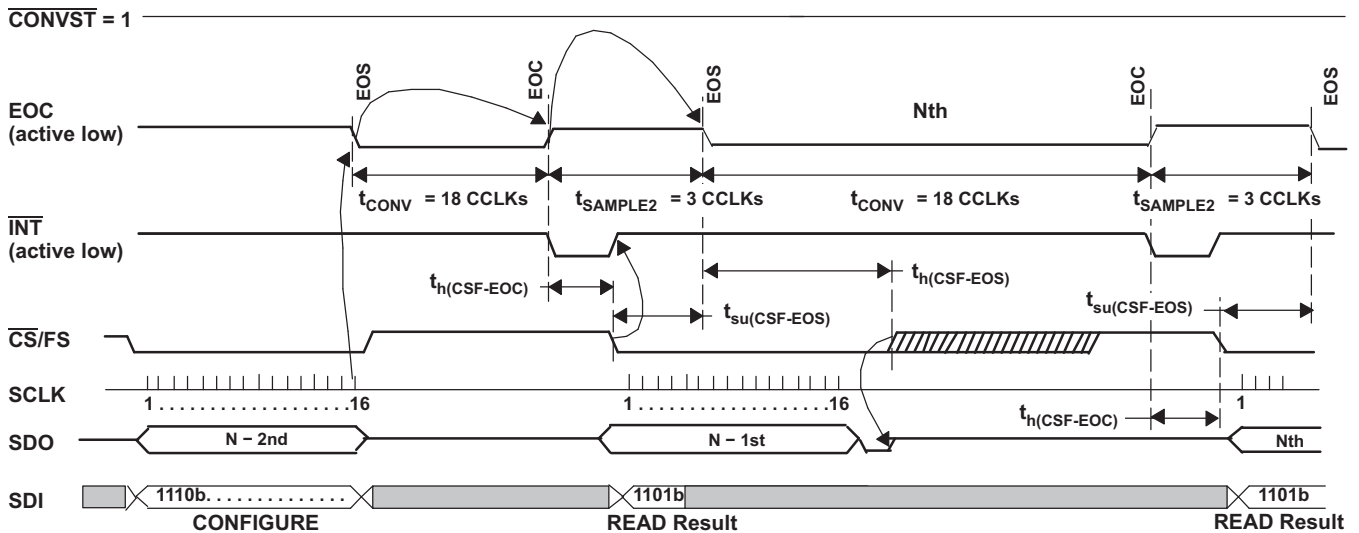 CONVST = 1
EOS
EOC
EOS
EOC
EOS
EOC
(active low)
Nth
tCONV = 18 CCLKs
tSAMPLE2 = 3 CCLKs
tCONV = 18 CCLKs
tSAMPLE2 = 3 CCLKs
INT
(active low)
th(CSF-EOC)
th(CSF-EOS)
tsu(CSF-EOS)
tsu(CSF-EOS)
CS/FS
SCLK
1 . . . . . . . . . . . . . . . . . . . .16
1 . . . . . . . . . . . . . . . . . . . .16
1
th(CSF-EOC)
SDO
N − 2nd
N − 1st
Nth
SDI
1110b. . . . . . . . . . . . . .
1101b
1101b
CONFIGURE
READ Result
READ Result